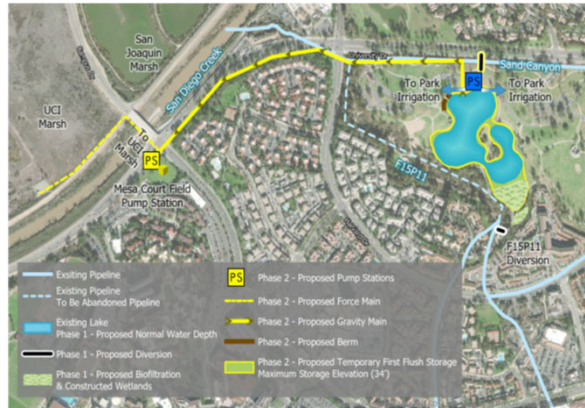 San
Joaquin
Marsh
San Diego Creek
University Dr
Sand Canyon
PS
To Park
Irrigation
To Park
Irrigation
UCI
Marsh
To
UCI
Marsh
PS
Mesa Court Field
Pump Station
F15P11
F15P11
Diversion
Exsiting Pipeline
Existing Pipeline
To Be Abandoned Pipeline
Existing Lake
Phase 1 - Proposed Normal Water Depth
Phase 1 - Proposed Diversion
Phase 1 - Proposed Biofiltration
& Constructed Wetlands
PS
Phase 2 - Proposed Pump Stations
Phase 2 - Proposed Force Main
Phase 2 - Proposed Gravity Main
Phase 2 - Proposed Berm
Phase 2 - Proposed Temporary First Flush Storage
Maximum Storage Elevation (34')